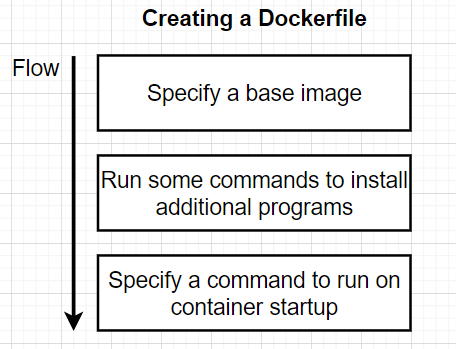 Creating a Dockerfile
Flow
Specify a base image
Run some commands to install
additional programs
Specify a command to run on
container startup